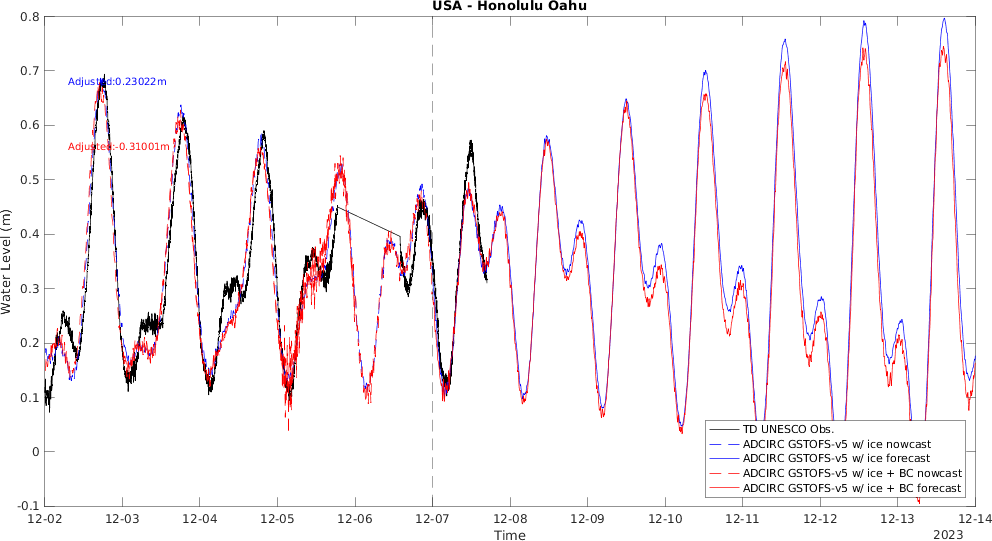 USA - Honolulu Oahu
0.8
0.7
0.6
0.5
0.4
0.3
0.2
0.1
0
-0.1
Water Level (m)
Adjusted:0.23022m
Adjusted:-0.31001m
TD UNESCO Obs.
ADCIRC GSTOFS-v5 w/ ice nowcast
ADCIRC GSTOFS-v5 w/ ice forecast
ADCIRC GSTOFS-v5 w/ ice + BC nowcast
ADCIRC GSTOFS-v5 w/ ice + BC forecast
12-02 12-03 12-04 12-05 12-06 12-07 12-08 12-09 12-10 12-11 12-12 12-13 12-14
Time
2023